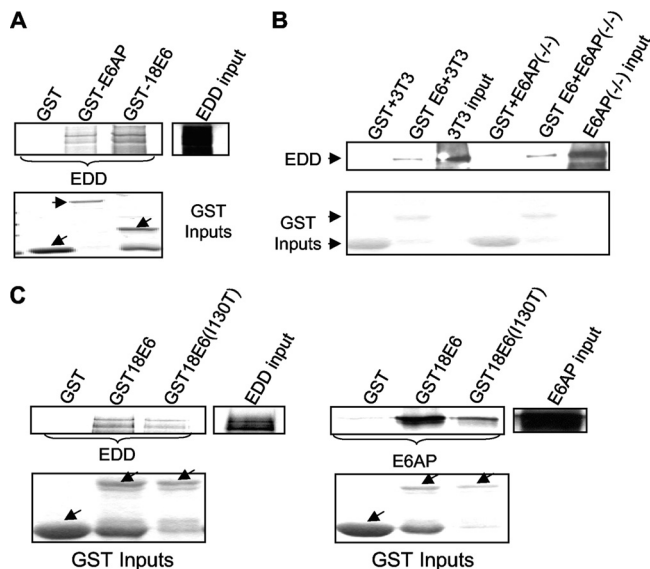 A
GST
GST-E6AP
GST-18E6
EDD input
EDD
GST
Inputs
B
GST+3T3
GST E6+3T3
3T3 input
GST+E6AP(-/-)
GST E6+E6AP(-/-)
E6AP(-/-) input
EDD
GST
Inputs
C
GST
GST18E6
GST18E6(I130T)
EDD input
EDD
GST Inputs
GST
GST18E6
GST18E6(I130T)
E6AP input
E6AP
GST Inputs